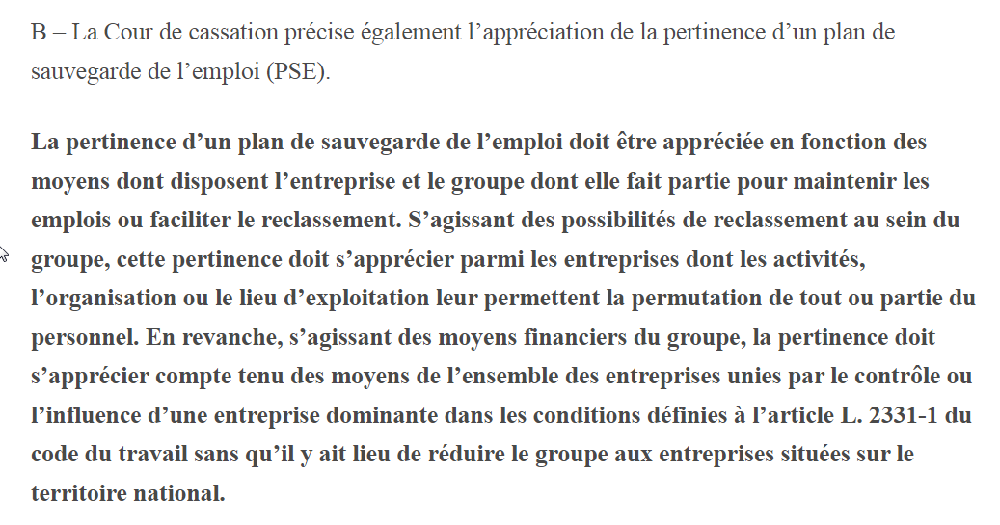 B – La Cour de cassation précise également l’appréciation de la pertinence d’un plan de
sauvegarde de l’emploi (PSE).
La pertinence d’un plan de sauvegarde de l’emploi doit être appréciée en fonction des
moyens dont disposent l’entreprise et le groupe dont elle fait partie pour maintenir les
emplois ou faciliter le reclassement. S’agissant des possibilités de reclassement au sein du
groupe, cette pertinence doit s’apprécier parmi les entreprises dont les activités,
l’organisation ou le lieu d’exploitation leur permettent la permutation de tout ou partie du
personnel. En revanche, s’agissant des moyens financiers du groupe, la pertinence doit
s’apprécier compte tenu des moyens de l’ensemble des entreprises unies par le contrôle ou
l’influence d’une entreprise dominante dans les conditions définies à l’article L. 2331-1 du
code du travail sans qu’il y ait lieu de réduire le groupe aux entreprises situées sur le
territoire national.